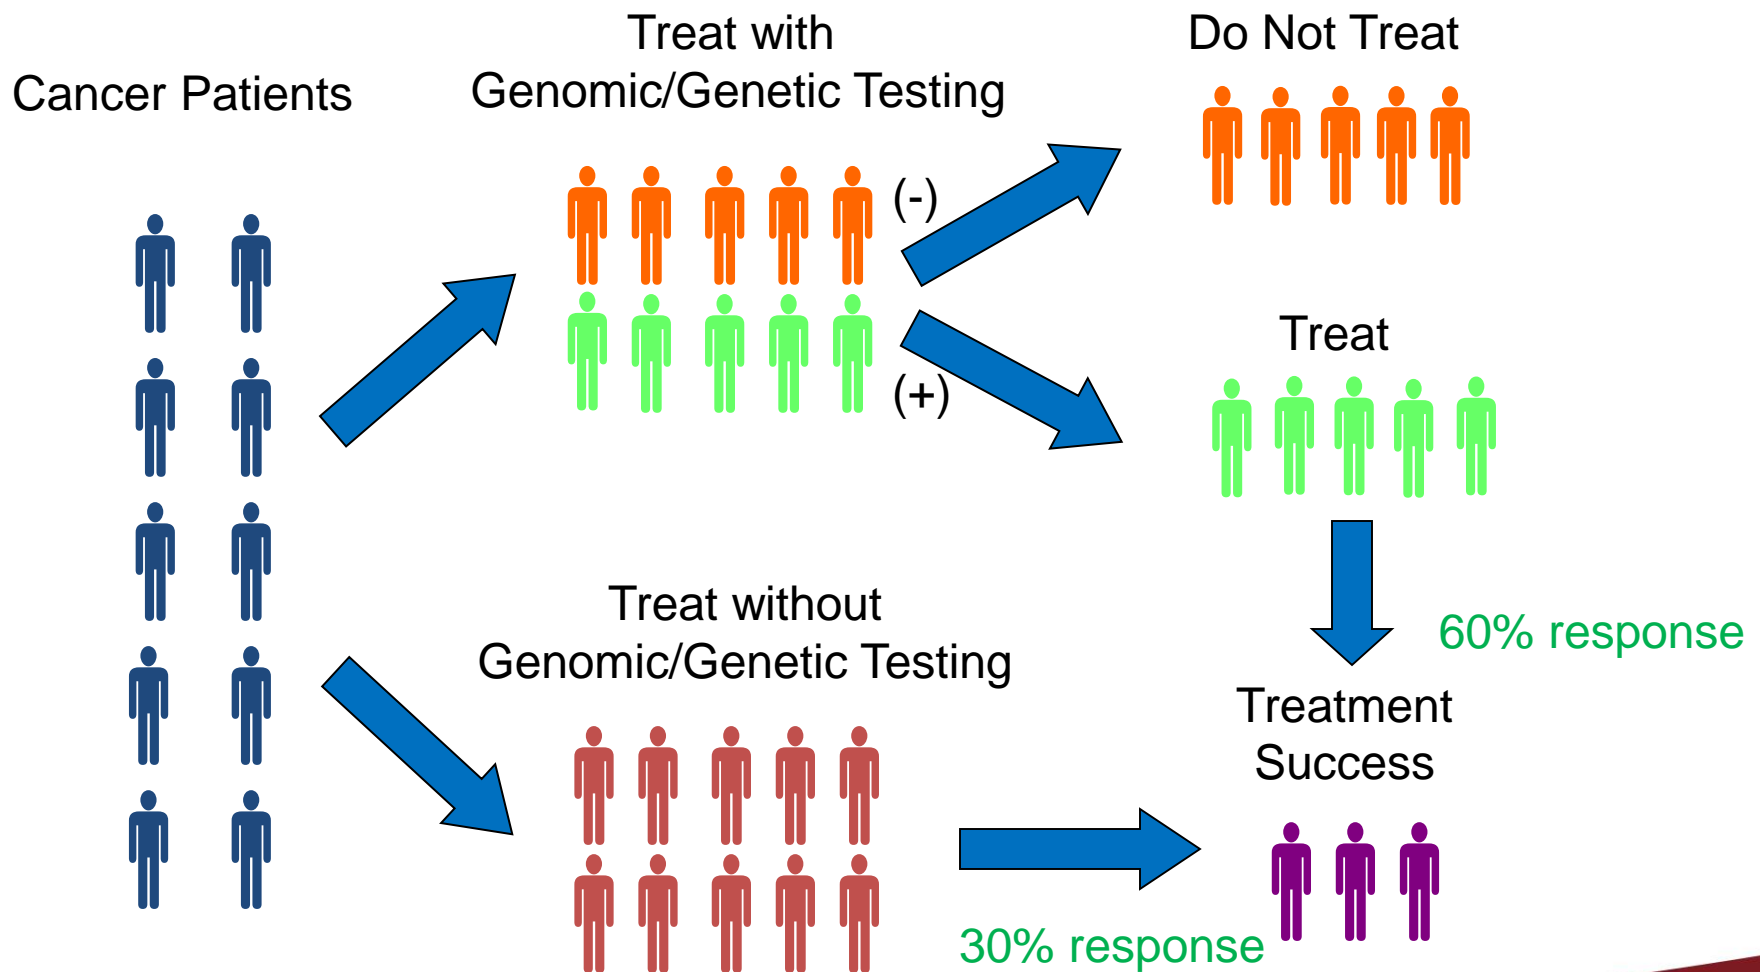 Cancer Patients
Treat with
Genomic/Genetic Testing
(-)
(+)
Do Not Treat
Treat
60% response
Treat without
Genomic/Genetic Testing
30% response
Treatment
Success